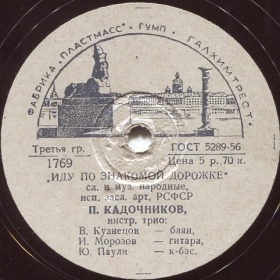 ФАБРИКА „ПЛАСТМАСС" • ГУМП • ГАЛХИМТРЕСТ •
Третья гр. ГОСТ 5289-56
1769 Цена 5 р. 70 к.
„ИДУ ПО ЗНАКОМОЙ ДОРОЖКЕ"
сл. и муз. народные,
исп. засл. арт. РСФСР
П. КАДОЧНИКОВ,
инстр. трио:
В. Кузнецов — баян,
И. Морозов — гитара,
Ю. Паули — к-бас.